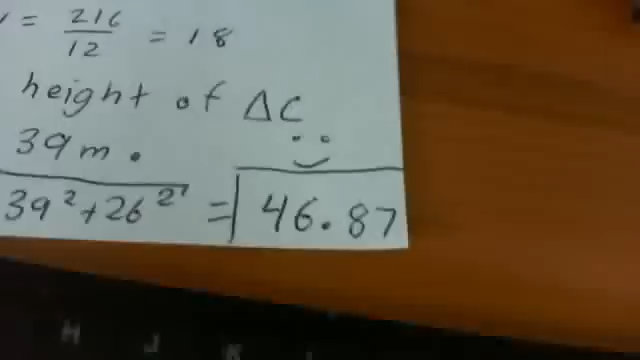 = 216/12 = 18
height of ΔC
39m.
39²+26² = 46.87
H J K